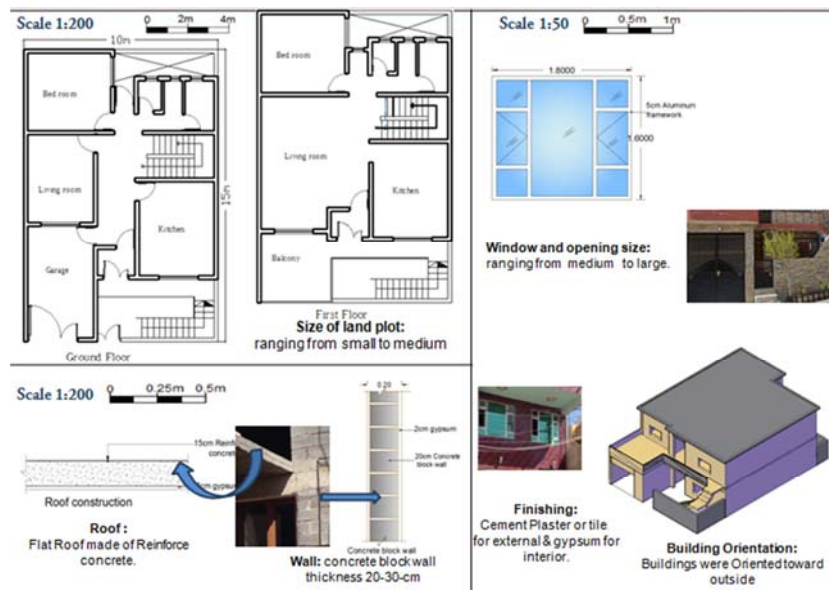 Scale 1:200
0 2m 4m
10m
15m
Bed room
Living room
Kitchen
Garage
Ground Floor
Bed room
Living room
Kitchen
Balcony
First Floor
Size of land plot:
ranging from small to medium
Scale 1:50
0 0.5m 1m
1.8000
5cm Aluminum
framework
1.6000
Window and opening size:
ranging from medium to large.
Scale 1:200
0 0.25m 0.5m
15cm Reinfo
concret
gypsum
Roof construction
Roof :
Flat Roof made of Reinforce
concrete.
0.20
2cm gypsum
20cm Concrete
block wall
Concrete block wall
Wall: concrete block wall
thickness 20-30-cm
Finishing:
Cement Plaster or tile
for external & gypsum for
interior.
Building Orientation:
Buildings were Oriented toward
outside